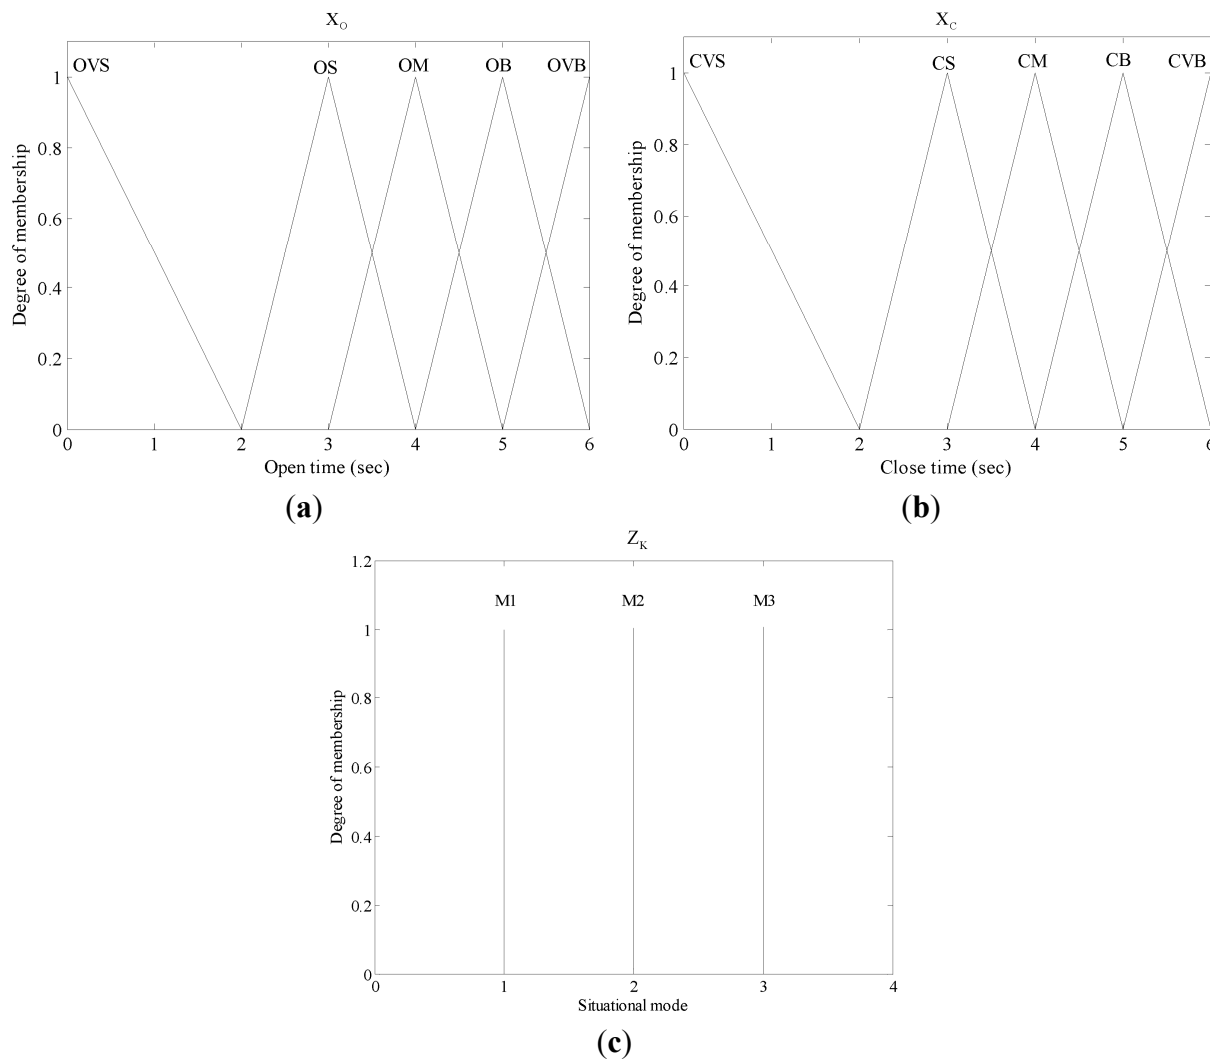 X_O
OVS OS OM OB OVB
1
0.8
0.6
0.4
0.2
0
Degree of membership
0 1 2 3 4 5 6
Open time (sec)
(a)
X_C
CVS CS CM CB CVB
1
0.8
0.6
0.4
0.2
0
Degree of membership
0 1 2 3 4 5 6
Close time (sec)
(b)
Z_K
1.2
M1 M2 M3
1
0.8
0.6
0.4
0.2
0
Degree of membership
0 1 2 3 4
Situational mode
(c)